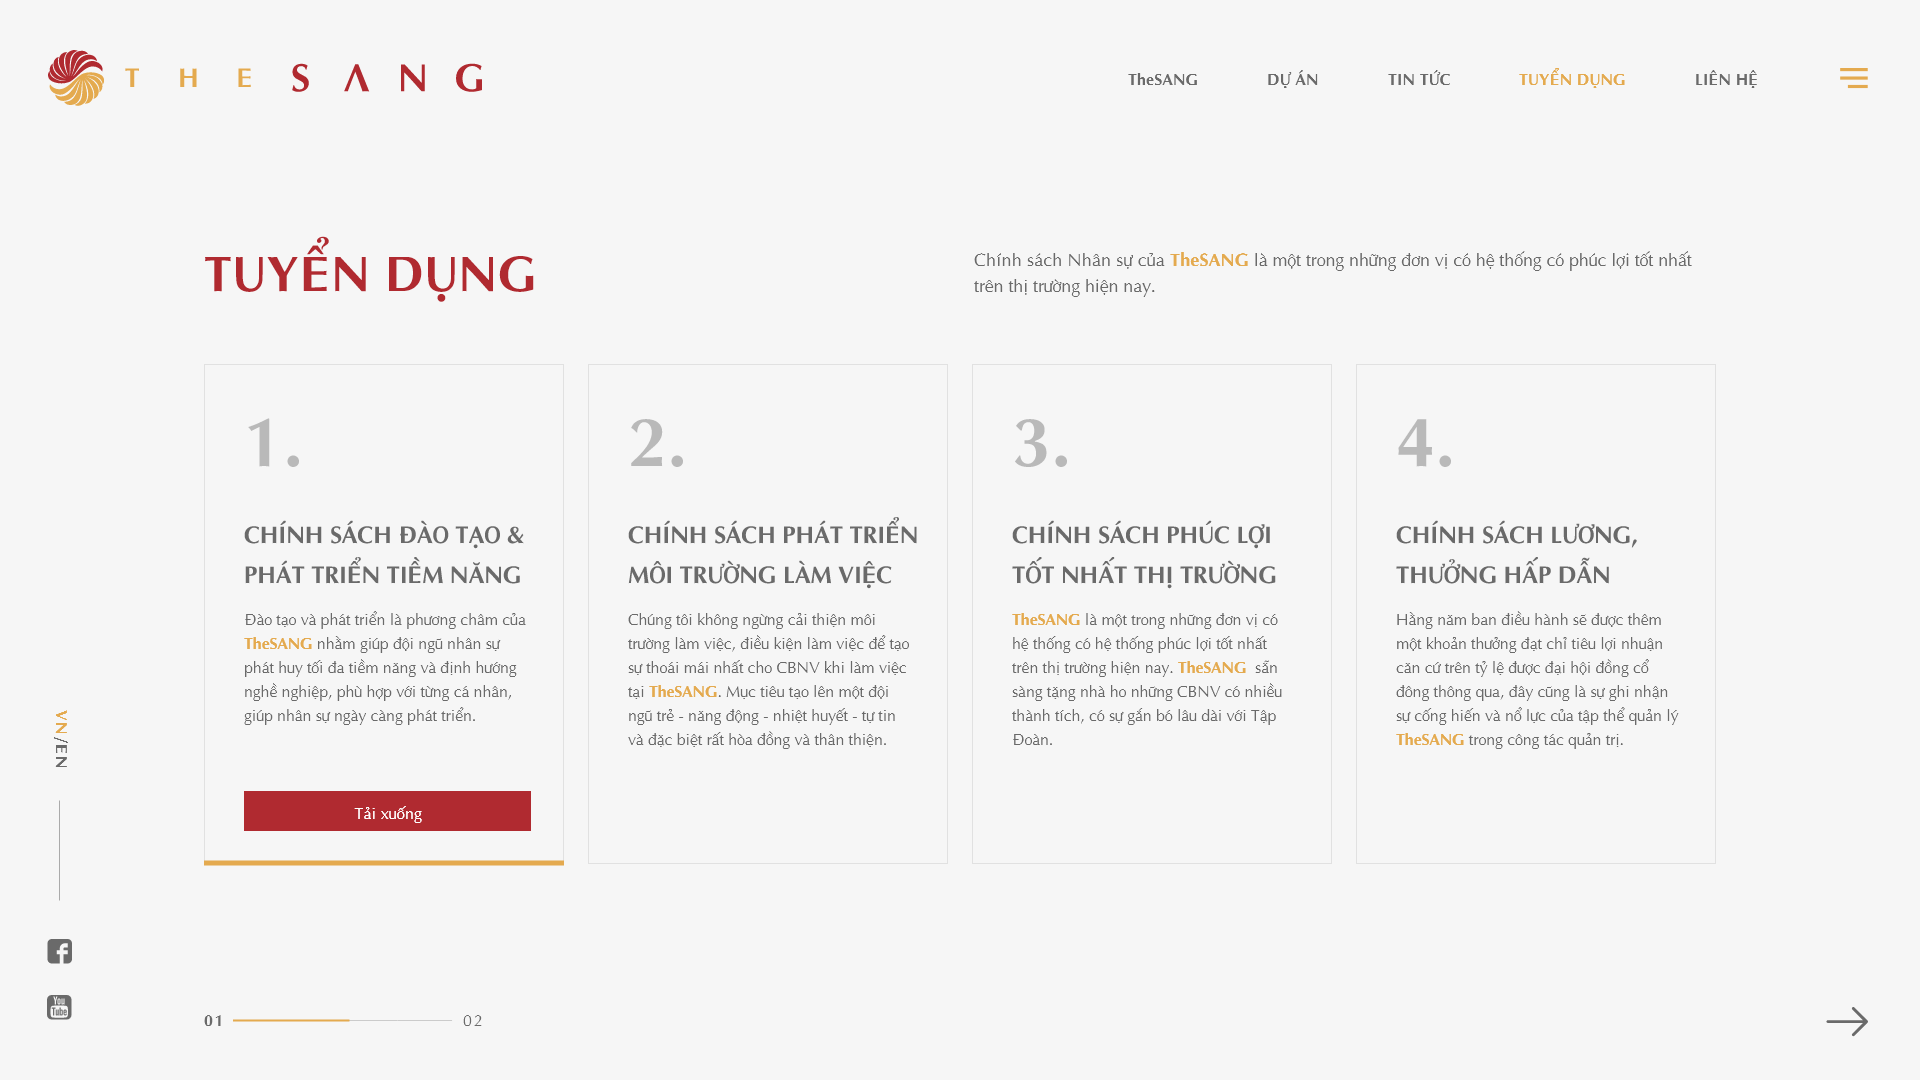 THE SANG
TheSANG
DỰ ÁN
TIN TỨC
TUYỂN DỤNG
LIÊN HỆ
TUYỂN DỤNG
Chính sách Nhân sự của TheSANG là một trong những đơn vị có hệ thống có phúc lợi tốt nhất
trên thị trường hiện nay.
1.
CHÍNH SÁCH ĐÀO TẠO &
PHÁT TRIỂN TIỀM NĂNG
Đào tạo và phát triển là phương châm của
TheSANG nhằm giúp đội ngũ nhân sự
phát huy tối đa tiềm năng và định hướng
nghề nghiệp, phù hợp với từng cá nhân,
giúp nhân sự ngày càng phát triển.
Tải xuống
2.
CHÍNH SÁCH PHÁT TRIỂN
MÔI TRƯỜNG LÀM VIỆC
Chúng tôi không ngừng cải thiện môi
trường làm việc, điều kiện làm việc để tạo
sự thoái mái nhất cho CBNV khi làm việc
tại TheSANG. Mục tiêu tạo lên một đội
ngũ trẻ - năng động - nhiệt huyết - tự tin
và đặc biệt rất hòa đồng và thân thiện.
3.
CHÍNH SÁCH PHÚC LỢI
TỐT NHẤT THỊ TRƯỜNG
TheSANG là một trong những đơn vị có
hệ thống có hệ thống phúc lợi tốt nhất
trên thị trường hiện nay. TheSANG sẵn
sàng tặng nhà ho những CBNV có nhiều
thành tích, có sự gắn bó lâu dài với Tập
Đoàn.
4.
CHÍNH SÁCH LƯƠNG,
THƯỞNG HẤP DẪN
Hằng năm ban điều hành sẽ được thêm
một khoản thưởng đạt chỉ tiêu lợi nhuận
căn cứ trên tỷ lệ được đại hội đồng cổ
đông thông qua, đây cũng là sự ghi nhận
sự cống hiến và nổ lực của tập thể quản lý
TheSANG trong công tác quản trị.
VN/EN
You
Tube
01
02